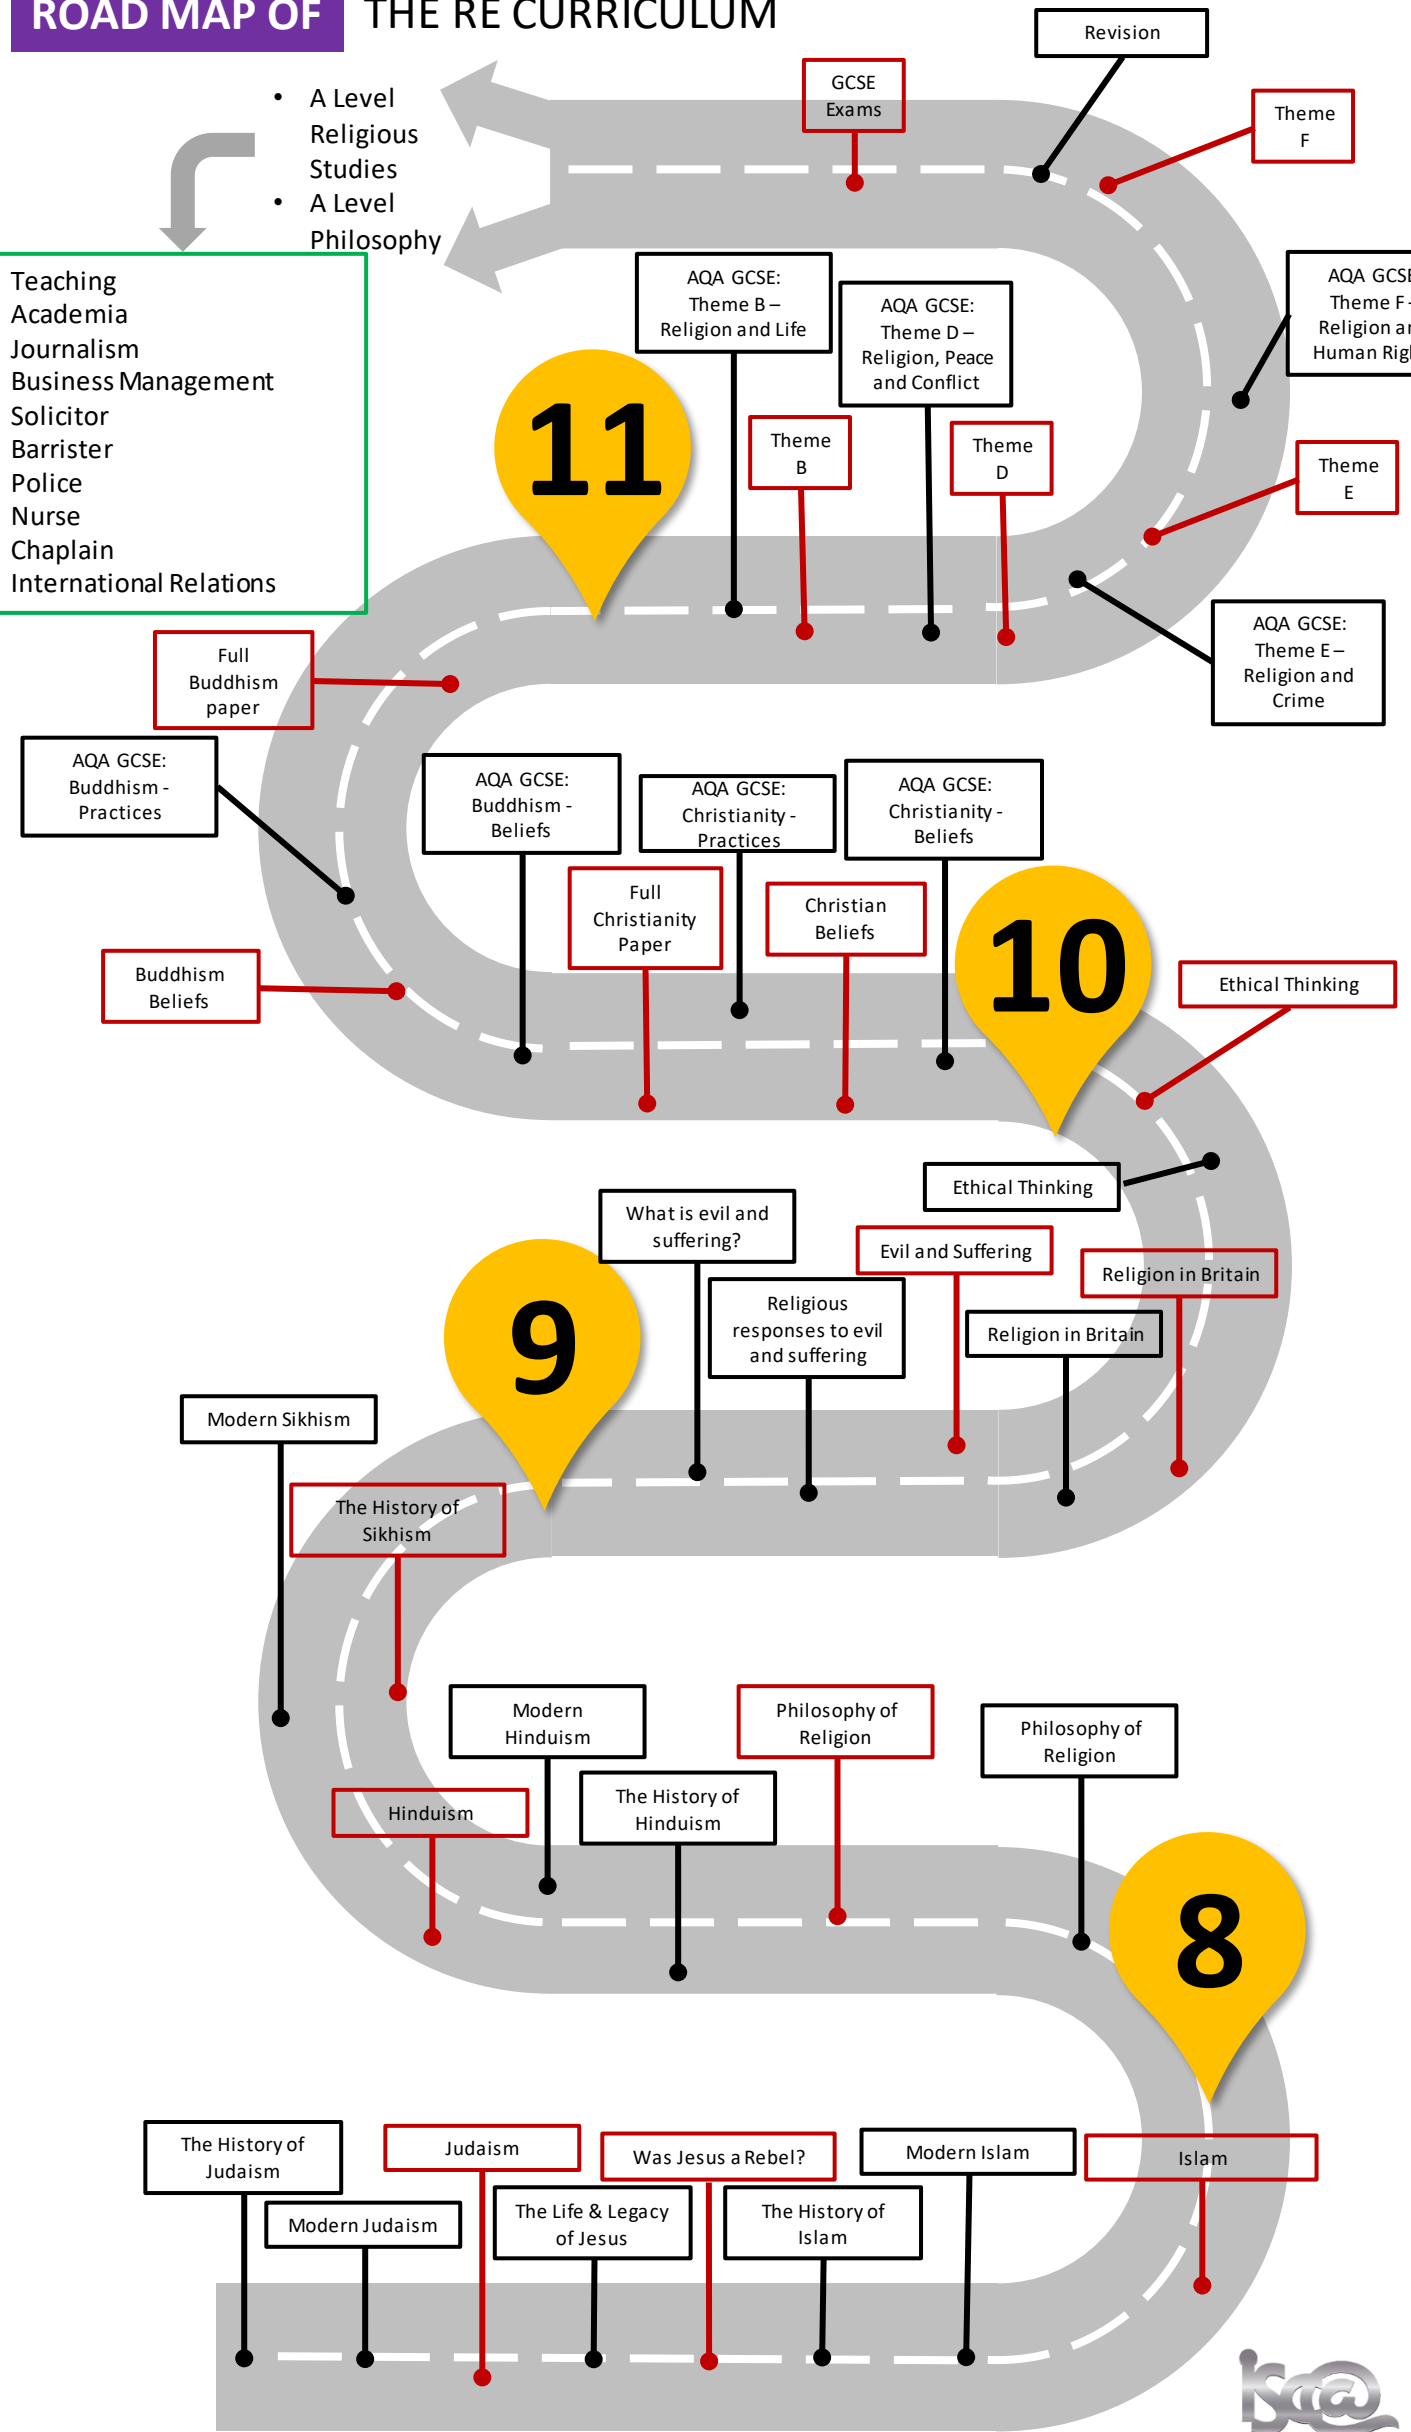 ROAD MAP OF THE RE CURRICULUM
Revision
GCSE
Exams
Theme
F
• A Level
Religious
Studies
• A Level
Philosophy
Teaching
Academia
Journalism
Business Management
Solicitor
Barrister
Police
Nurse
Chaplain
International Relations
AQA GCSE:
Theme B –
Religion and Life
AQA GCSE:
Theme D –
Religion, Peace
and Conflict
AQA GCSE
Theme F -
Religion an
Human Righ
11
Theme
B
Theme
D
Theme
E
AQA GCSE:
Theme E –
Religion and
Crime
Full
Buddhism
paper
AQA GCSE:
Buddhism -
Practices
AQA GCSE:
Buddhism -
Beliefs
AQA GCSE:
Christianity -
Practices
AQA GCSE:
Christianity -
Beliefs
Full
Christianity
Paper
Christian
Beliefs
10
Buddhism
Beliefs
Ethical Thinking
Ethical Thinking
What is evil and
suffering?
Evil and Suffering
Religion in Britain
Religious
responses to evil
and suffering
Religion in Britain
9
Modern Sikhism
The History of
Sikhism
Modern
Hinduism
Philosophy of
Religion
Philosophy of
Religion
Hinduism
The History of
Hinduism
8
The History of
Judaism
Judaism
Was Jesus a Rebel?
Modern Islam
Islam
Modern Judaism
The Life & Legacy
of Jesus
The History of
Islam